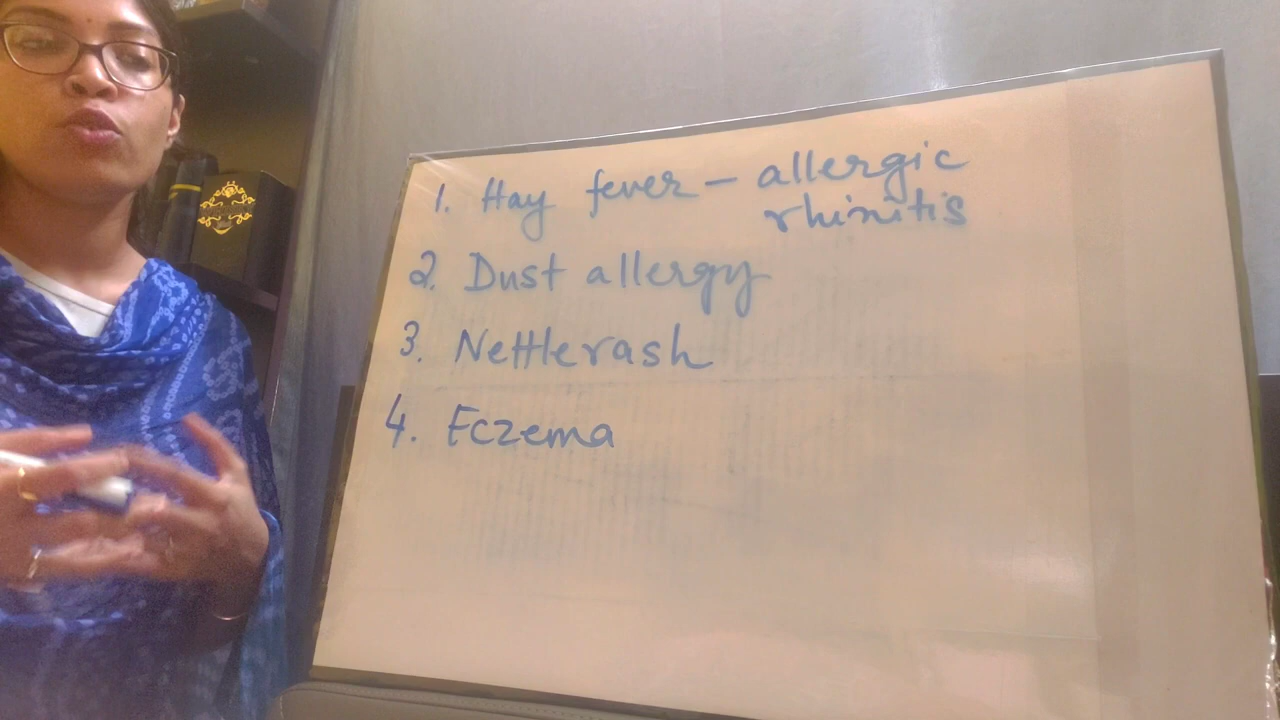 1. Hay fever – allergic
rhinitis
2. Dust allergy
3. Nettlerash
4. Eczema